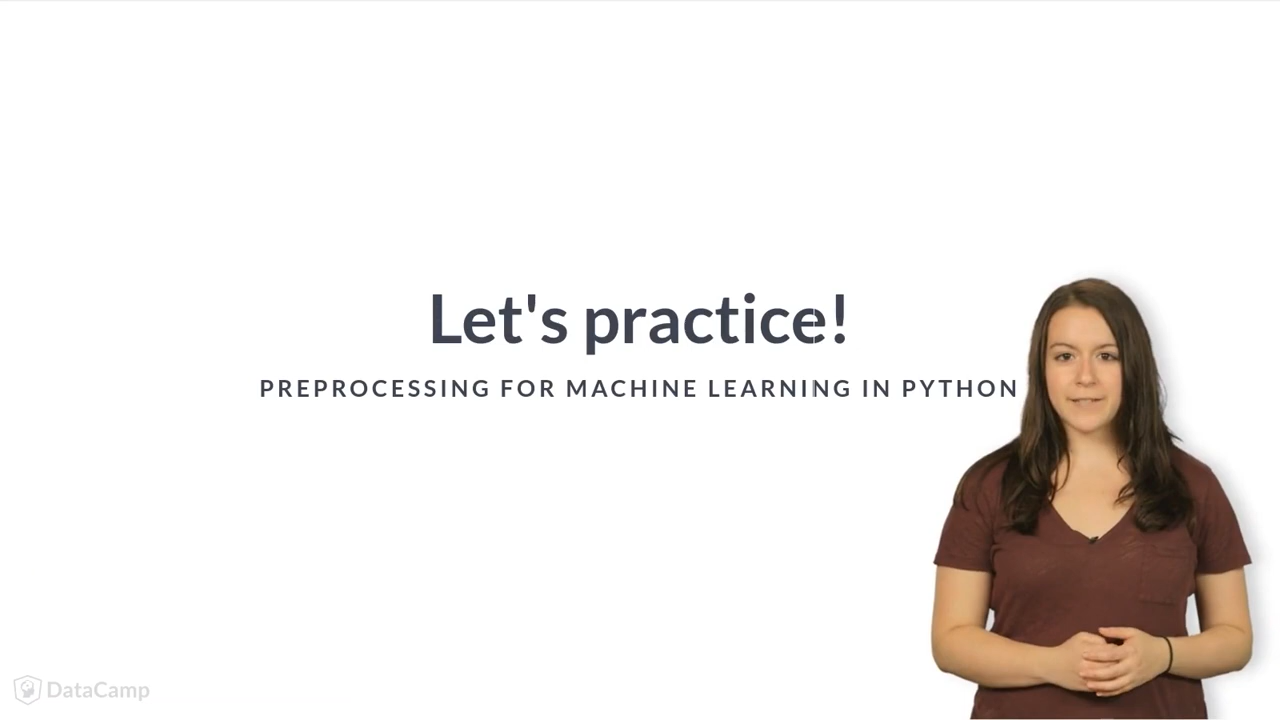 Let's practice!
PREPROCESSING FOR MACHINE LEARNING IN PYTHON
DataCamp